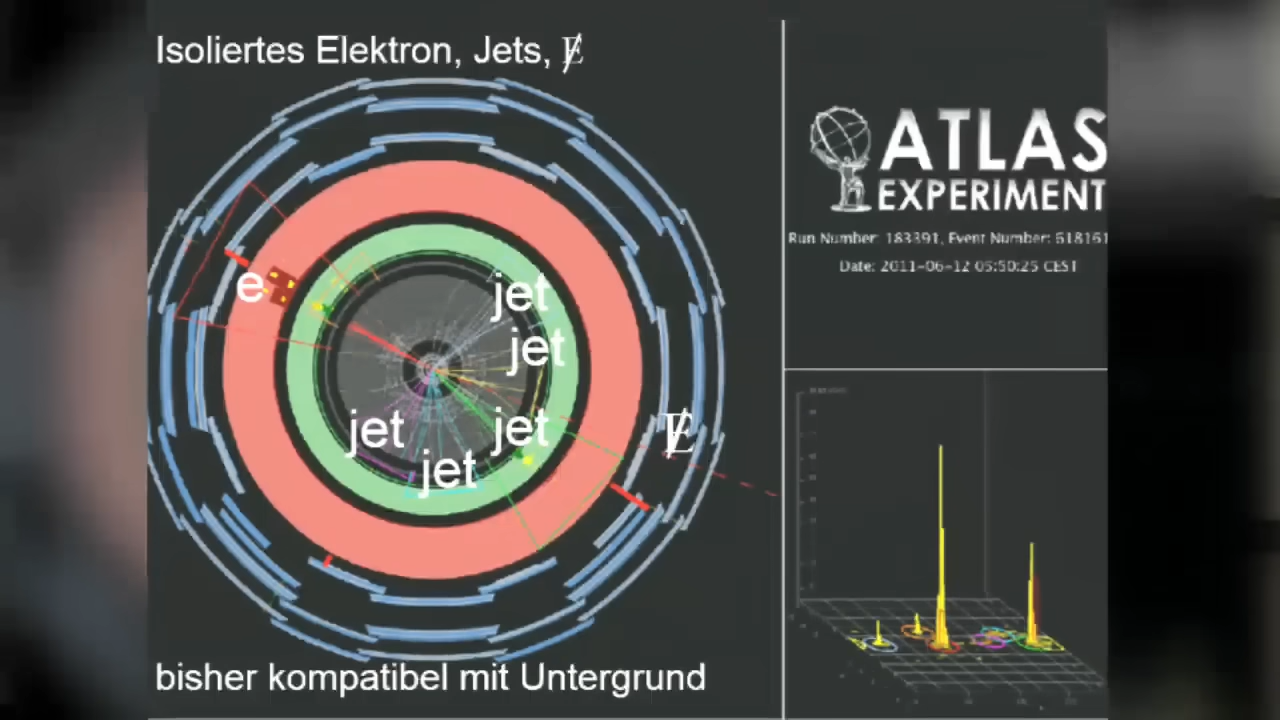 Isoliertes Elektron, Jets, E̸
ATLAS
EXPERIMENT
Run Number: 183391, Event Number: 618161
Date: 2011-06-12 05:50:25 CEST
e
jet
jet
jet
jet
jet
E̸
bisher kompatibel mit Untergrund